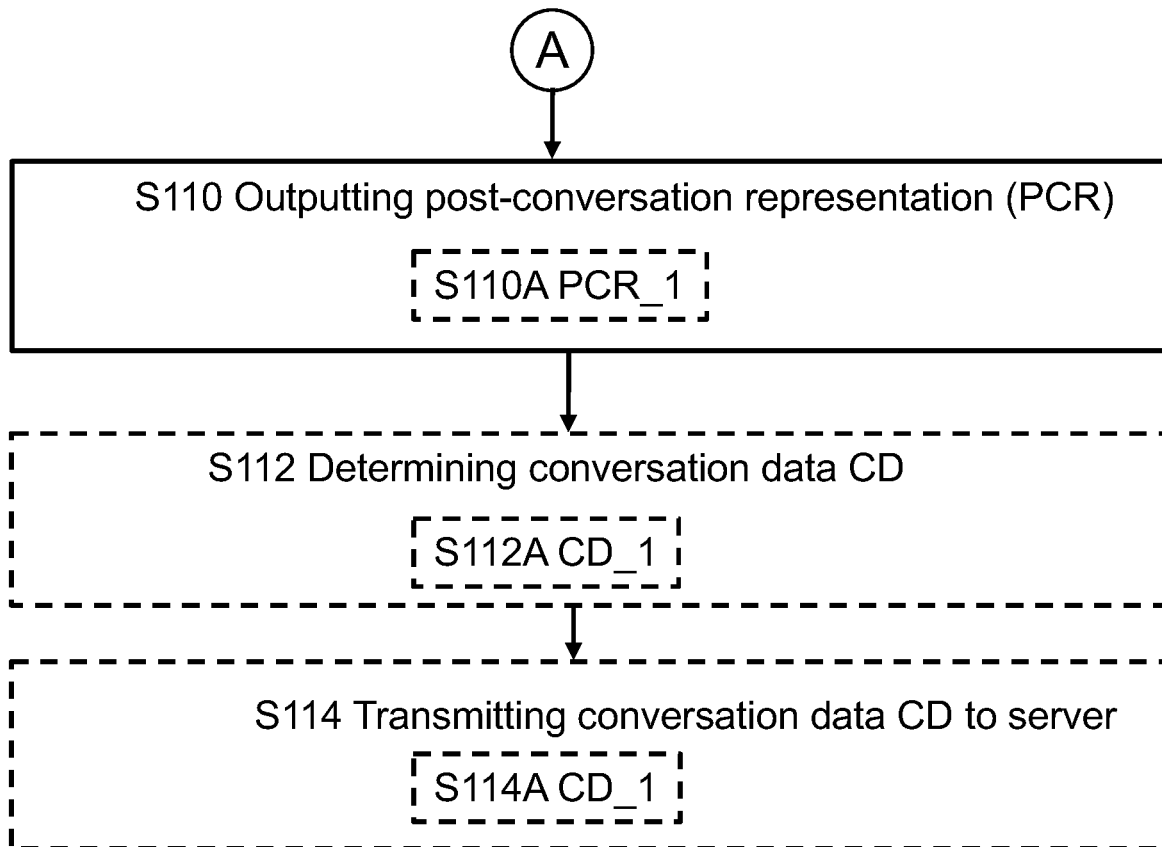 A
S110 Outputting post-conversation representation (PCR)
S110A PCR_1
S112 Determining conversation data CD
S112A CD_1
S114 Transmitting conversation data CD to server
S114A CD_1